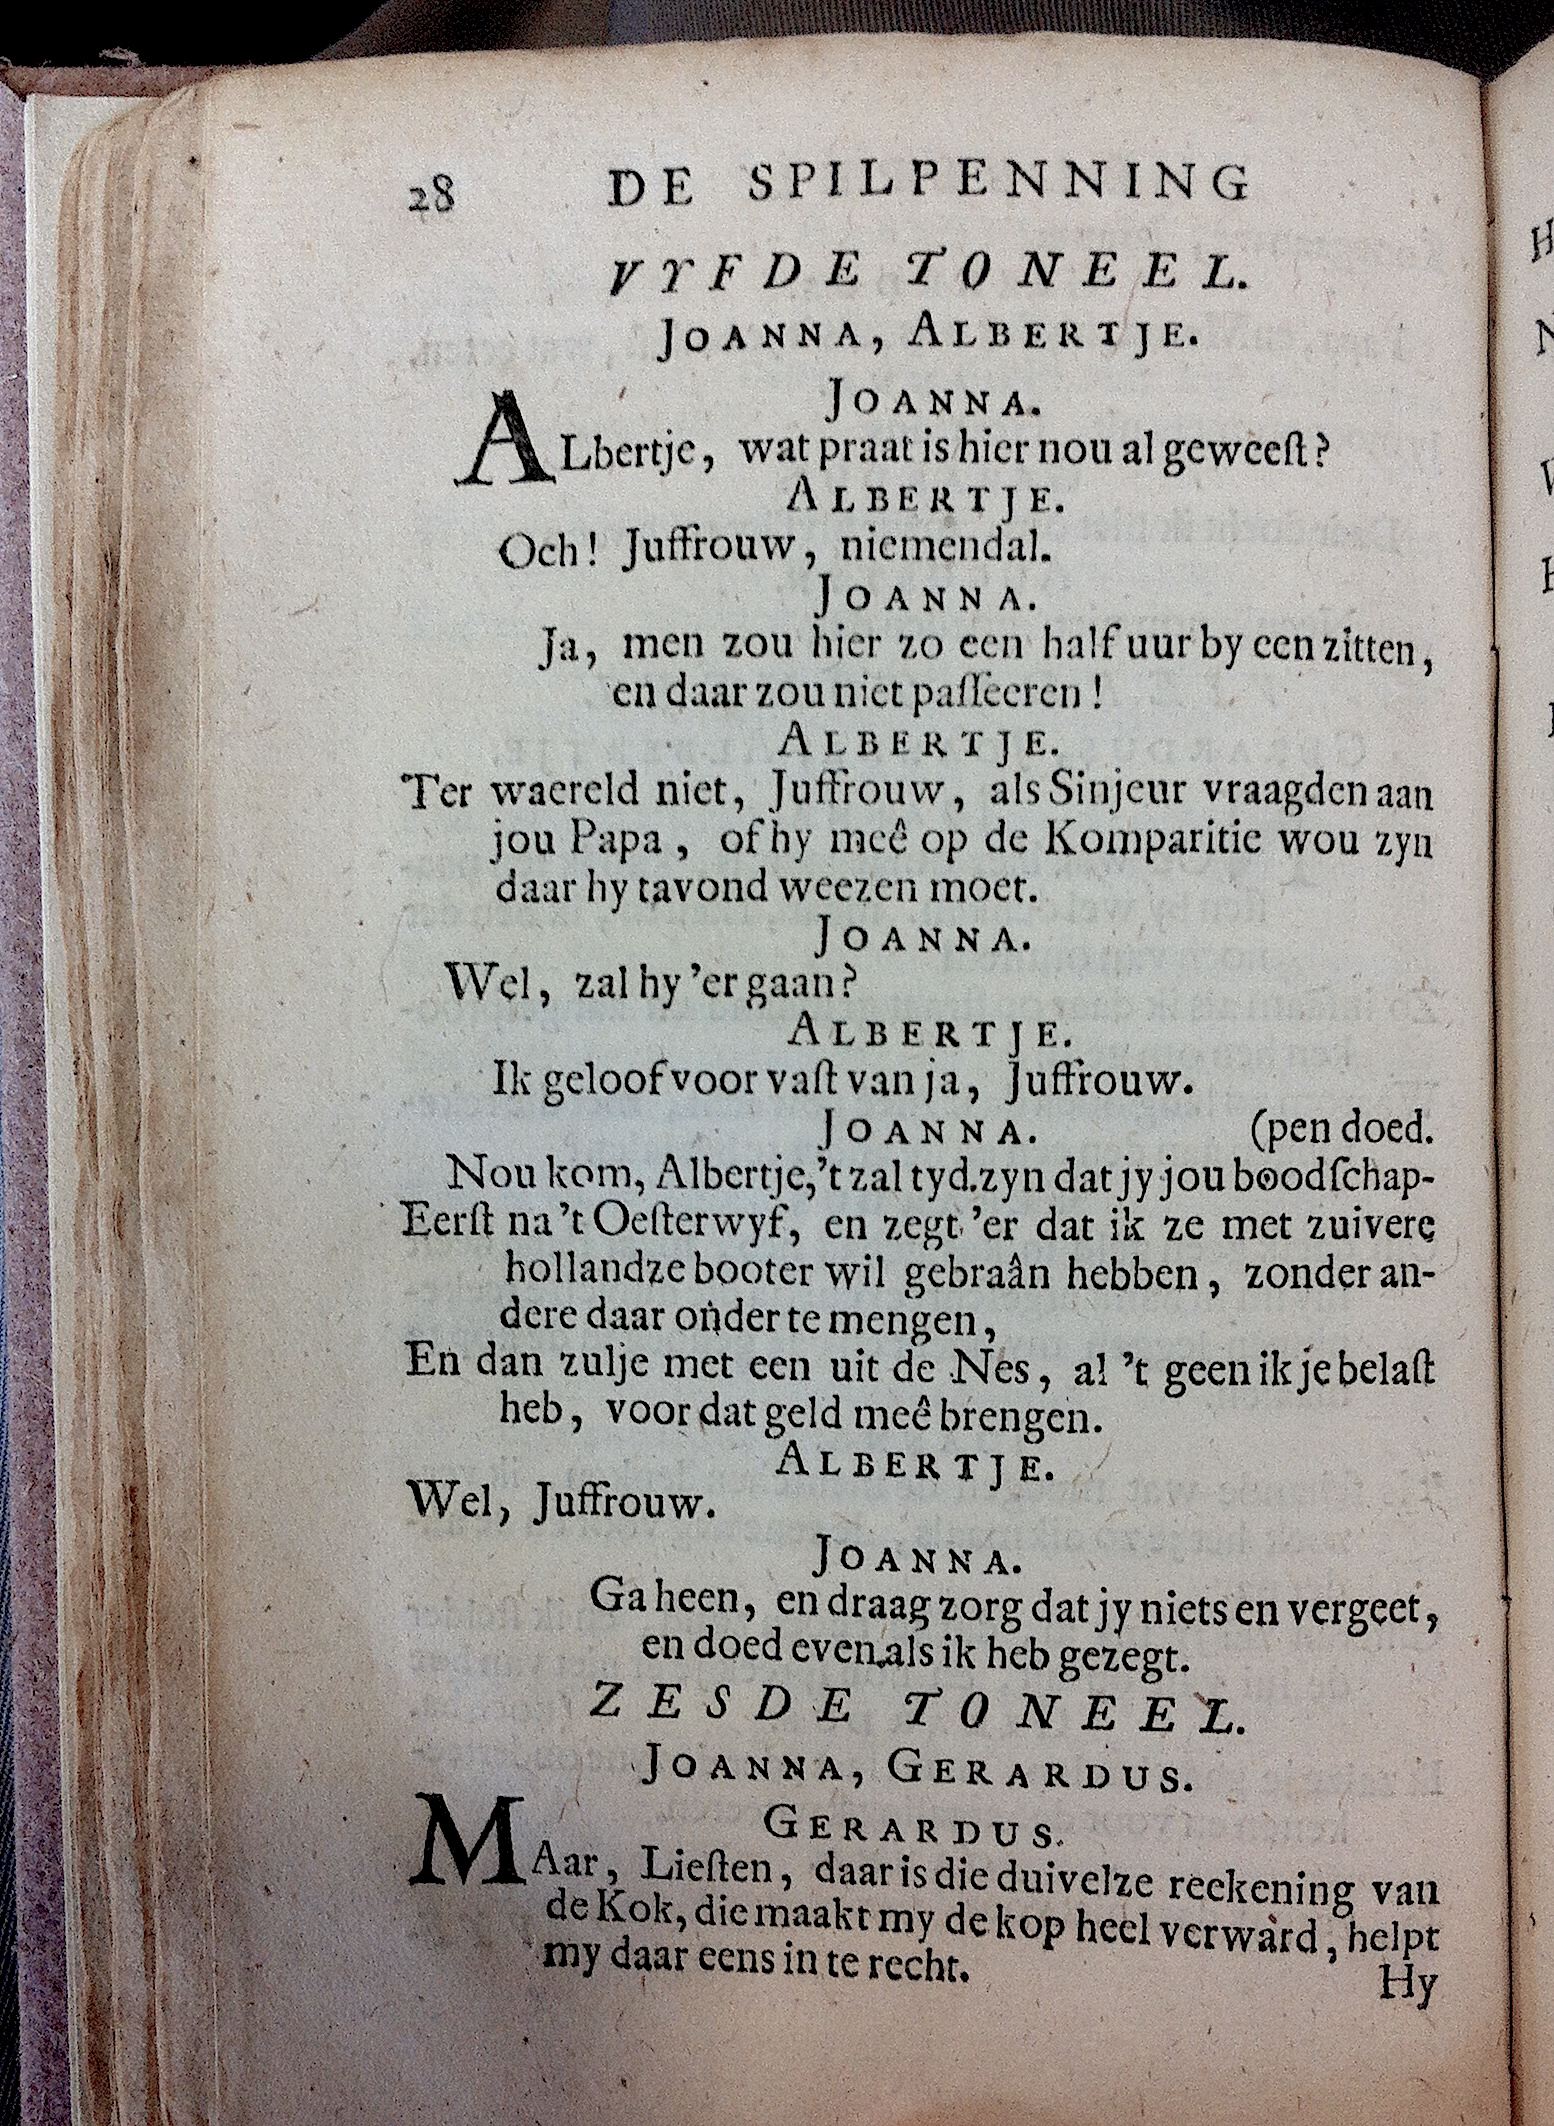 28 DE SPILPENNING
VYFDE TONEEL.
JOANNA, ALBERTJE.
JOANNA.
ALbertje, wat praat is hier nou al geweeſt?
ALBERTJE.
Och! Juffrouw, niemendal.
JOANNA.
Ja, men zou hier zo een half uur by een zitten,
en daar zou niet paſſeeren!
ALBERTJE.
Ter waereld niet, Juffrouw, als Sinjeur vraagden aan
jou Papa, of hy meê op de Komparitie wou zyn
daar hy tavond weezen moet.
JOANNA.
Wel, zal hy 'er gaan?
ALBERTJE.
Ik geloof voor vaſt van ja, Juffrouw.
JOANNA. (pen doed.
Nou kom, Albertje,'t zal tyd.zyn dat jy jou boodſchap-
Eerſt na 't Oeſterwyf, en zegt 'er dat ik ze met zuivere
hollandze booter wil gebraân hebben, zonder an-
dere daar onder te mengen,
En dan zulje met een uit de Nes, al 't geen ik je belaſt
heb, voor dat geld meê brengen.
ALBERTJE.
Wel, Juffrouw.
JOANNA.
Ga heen, en draag zorg dat jy niets en vergeet,
en doed even als ik heb gezegt.
ZESDE TONEEL.
JOANNA, GERARDUS.
GERARDUS.
MAar, Lieſten, daar is die duivelze reekening van
de Kok, die maakt my de kop heel verward, helpt
my daar eens in te recht.
Hy